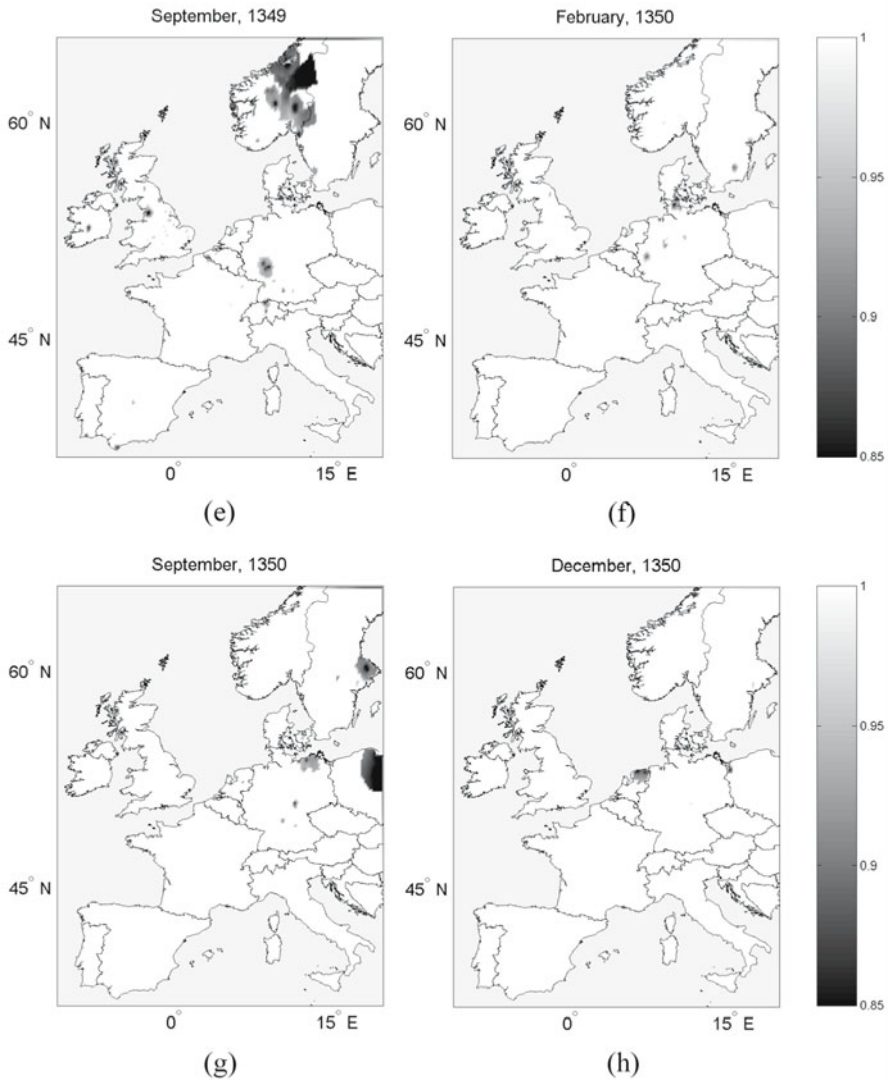 September, 1349
February, 1350
60° N
45° N
0°
15° E
(e)
60° N
45° N
0°
15° E
(f)
1
0.95
0.9
0.85
September, 1350
December, 1350
60° N
45° N
0°
15° E
(g)
60° N
45° N
0°
15° E
(h)
1
0.95
0.9
0.85